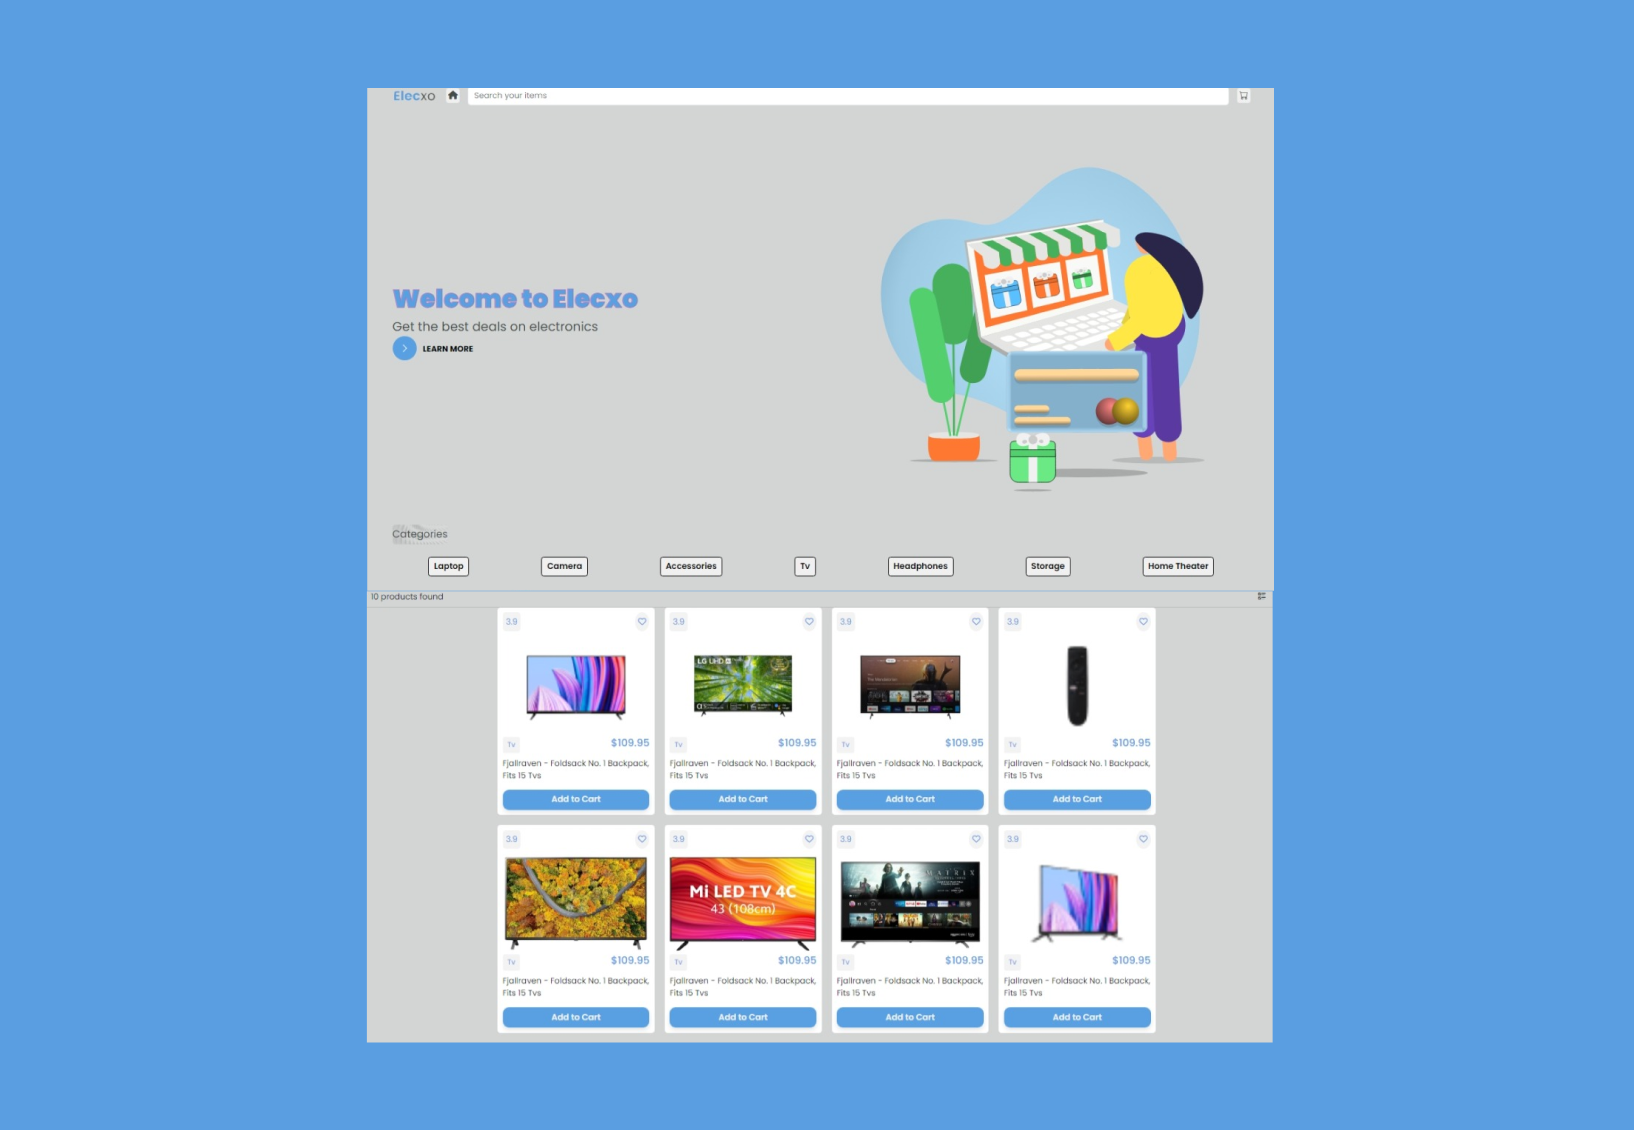 Elecxo
Search your items
Welcome to Elecxo
Get the best deals on electronics
LEARN MORE
Categories
Laptop Camera Accessories Tv Headphones Storage Home Theater
10 products found
3.9 3.9 3.9 3.9
LG UHD
Tv $109.95 Tv $109.95 Tv $109.95 Tv $109.95
Fjallraven - Foldsack No. 1 Backpack, Fjallraven - Foldsack No. 1 Backpack, Fjallraven - Foldsack No. 1 Backpack, Fjallraven - Foldsack No. 1 Backpack,
Fits 15 Tvs Fits 15 Tvs Fits 15 Tvs Fits 15 Tvs
Add to Cart Add to Cart Add to Cart Add to Cart
3.9 3.9 3.9 3.9
MATRIX
Mi LED TV 4C
43 (108cm)
Tv $109.95 Tv $109.95 Tv $109.95 Tv $109.95
Fjallraven - Foldsack No. 1 Backpack, Fjallraven - Foldsack No. 1 Backpack, Fjallraven - Foldsack No. 1 Backpack, Fjallraven - Foldsack No. 1 Backpack,
Fits 15 Tvs Fits 15 Tvs Fits 15 Tvs Fits 15 Tvs
Add to Cart Add to Cart Add to Cart Add to Cart